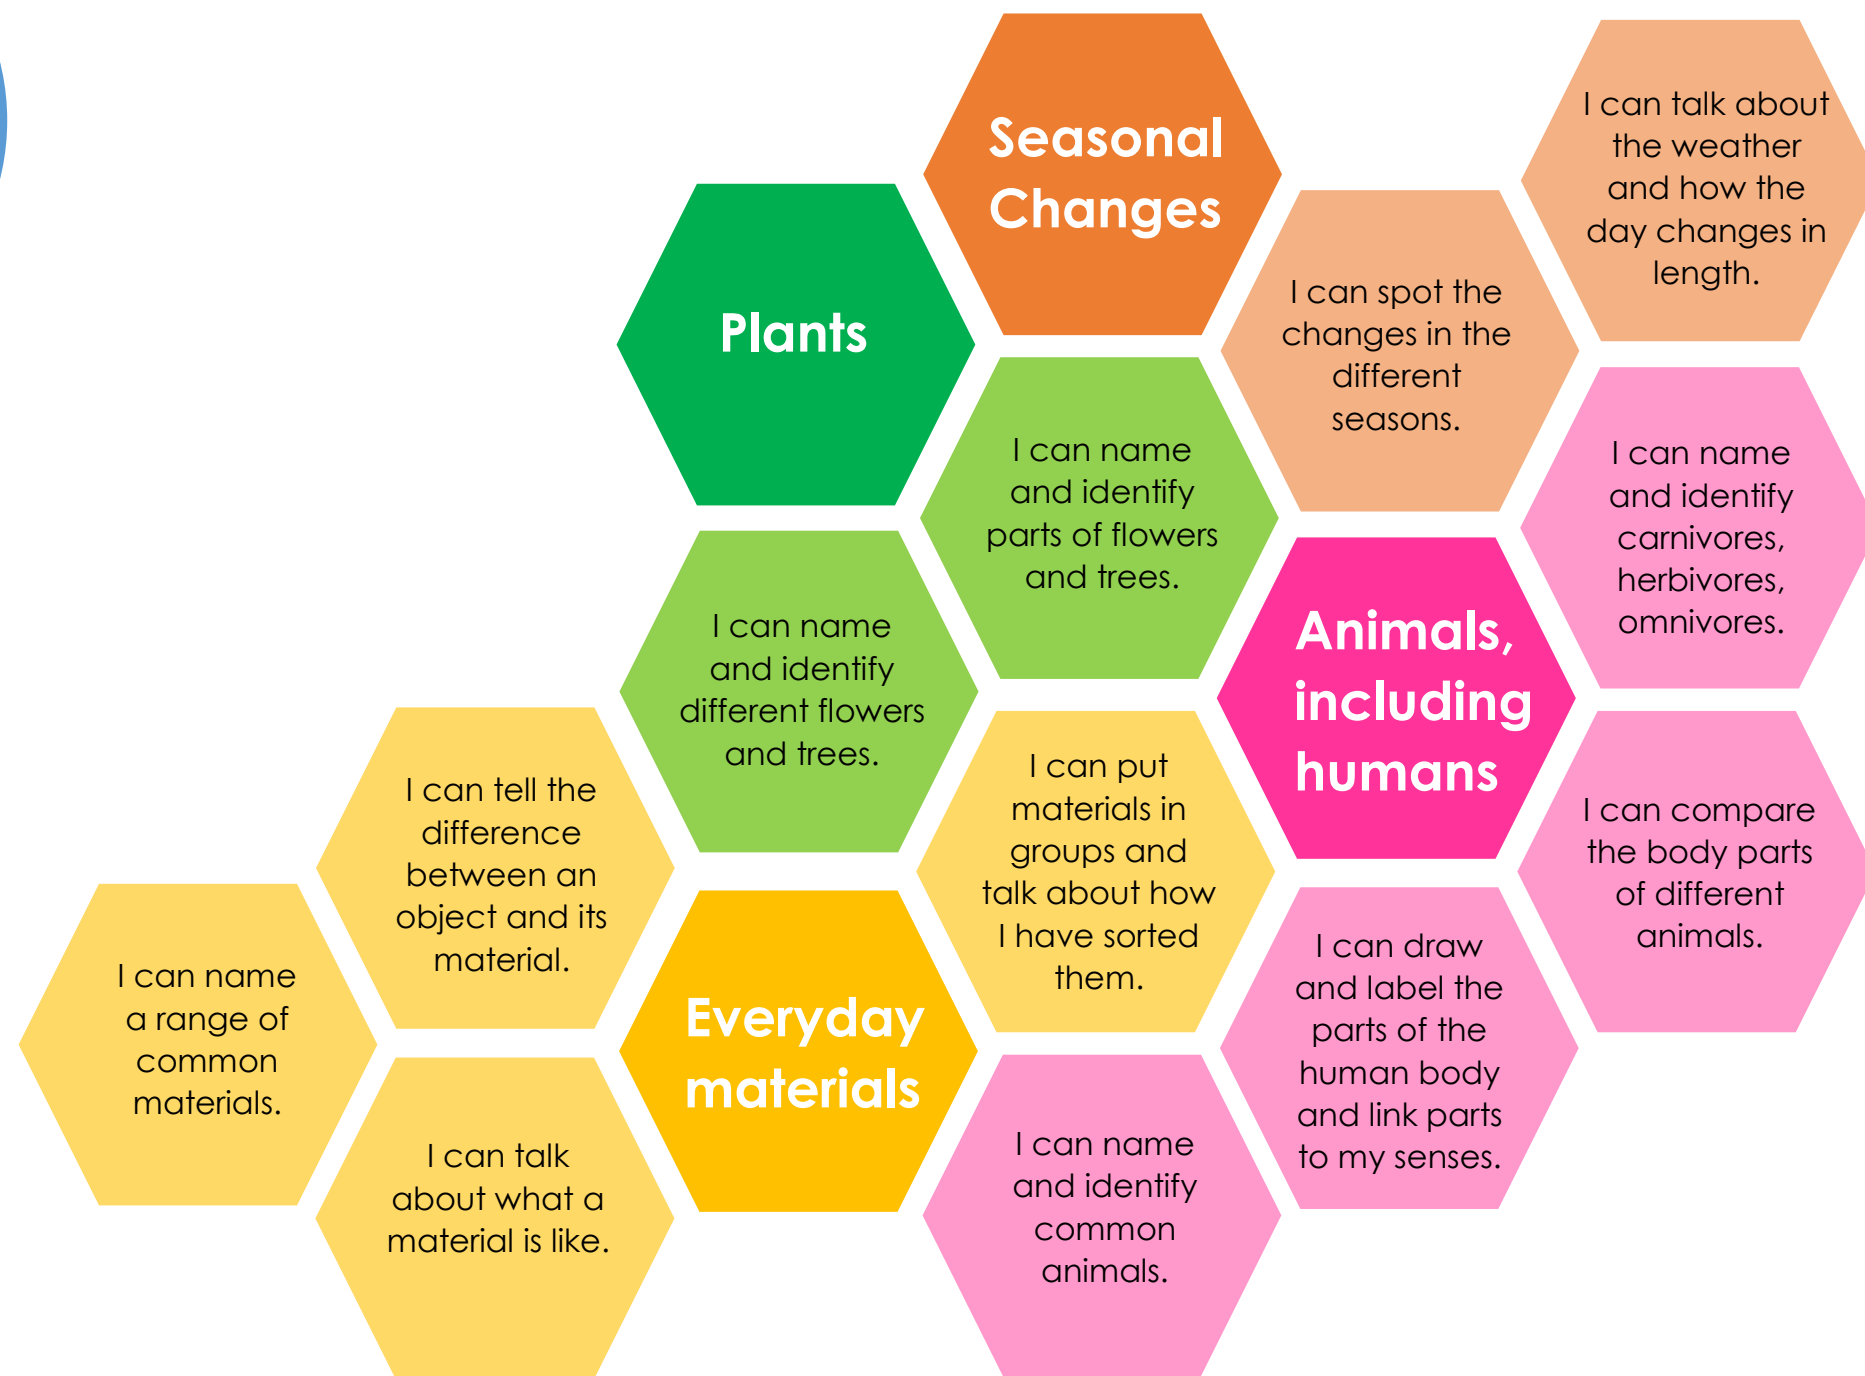 Seasonal
Changes
I can talk about
the weather
and how the
day changes in
length.
Plants
I can spot the
changes in the
different
seasons.
I can name
and identify
parts of flowers
and trees.
I can name
and identify
carnivores,
herbivores,
omnivores.
I can name
and identify
different flowers
and trees.
Animals,
including
humans
I can tell the
difference
between an
object and its
material.
I can put
materials in
groups and
talk about how
I have sorted
them.
I can compare
the body parts
of different
animals.
I can name
a range of
common
materials.
Everyday
materials
I can draw
and label the
parts of the
human body
and link parts
to my senses.
I can talk
about what a
material is like.
I can name
and identify
common
animals.